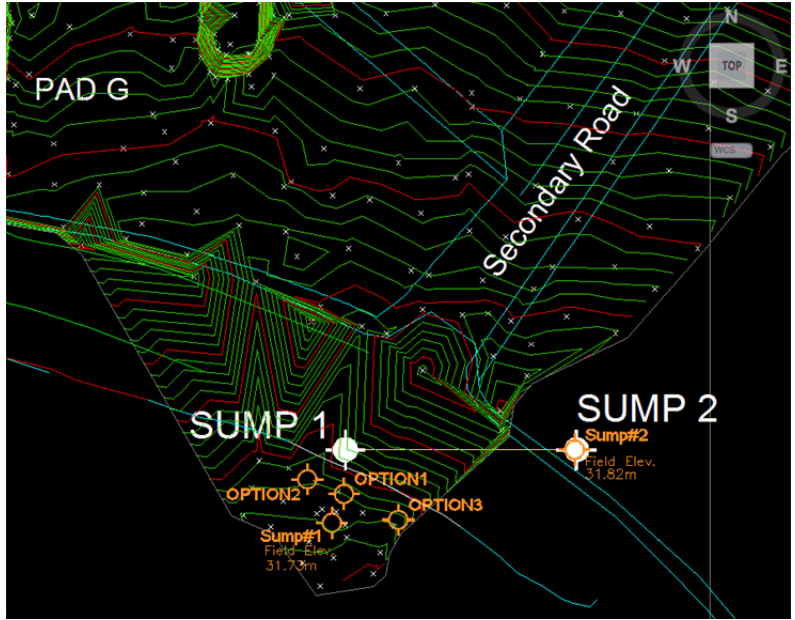 N
W
TOP
E
S
WCS
PAD G
Secondary Road
SUMP 1
SUMP 2
Sump#2
Field Elev.
31.82m
OPTION1
OPTION2
OPTION3
Sump#1
Field Elev.
31.73m